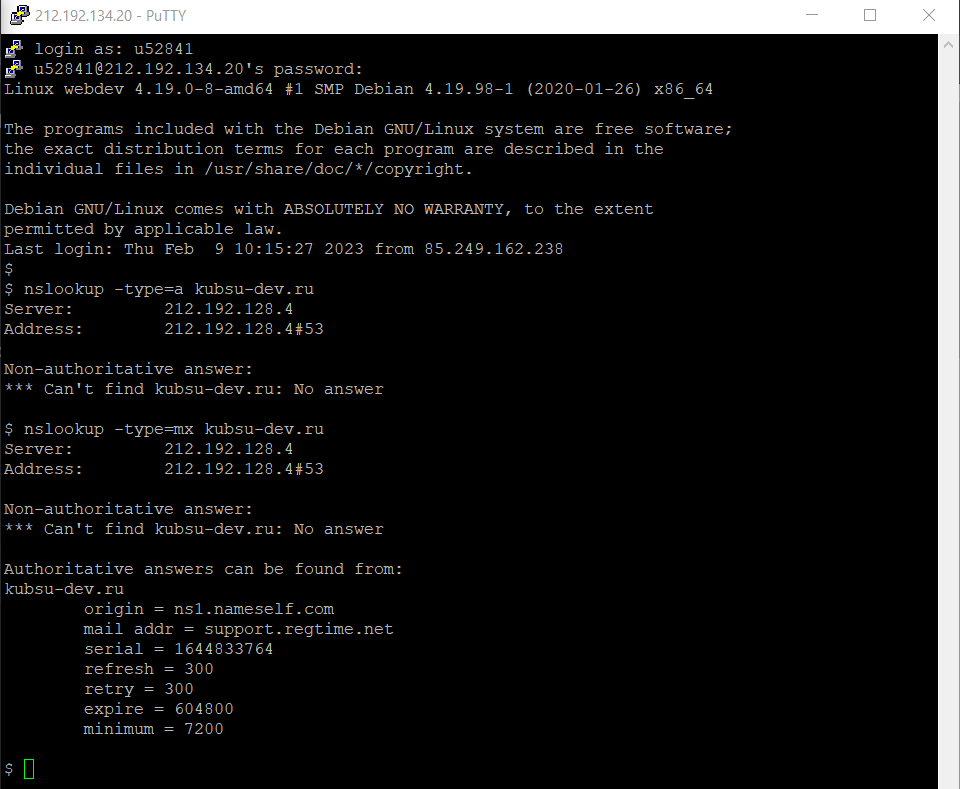 212.192.134.20 - PuTTY
login as: u52841
u52841@212.192.134.20's password:
Linux webdev 4.19.0-8-amd64 #1 SMP Debian 4.19.98-1 (2020-01-26) x86_64
The programs included with the Debian GNU/Linux system are free software;
the exact distribution terms for each program are described in the
individual files in /usr/share/doc/*/copyright.
Debian GNU/Linux comes with ABSOLUTELY NO WARRANTY, to the extent
permitted by applicable law.
Last login: Thu Feb  9 10:15:27 2023 from 85.249.162.238
$
$ nslookup -type=a kubsu-dev.ru
Server:         212.192.128.4
Address:        212.192.128.4#53
Non-authoritative answer:
*** Can't find kubsu-dev.ru: No answer
$ nslookup -type=mx kubsu-dev.ru
Server:         212.192.128.4
Address:        212.192.128.4#53
Non-authoritative answer:
*** Can't find kubsu-dev.ru: No answer
Authoritative answers can be found from:
kubsu-dev.ru
        origin = ns1.nameself.com
        mail addr = support.regtime.net
        serial = 1644833764
        refresh = 300
        retry = 300
        expire = 604800
        minimum = 7200
$